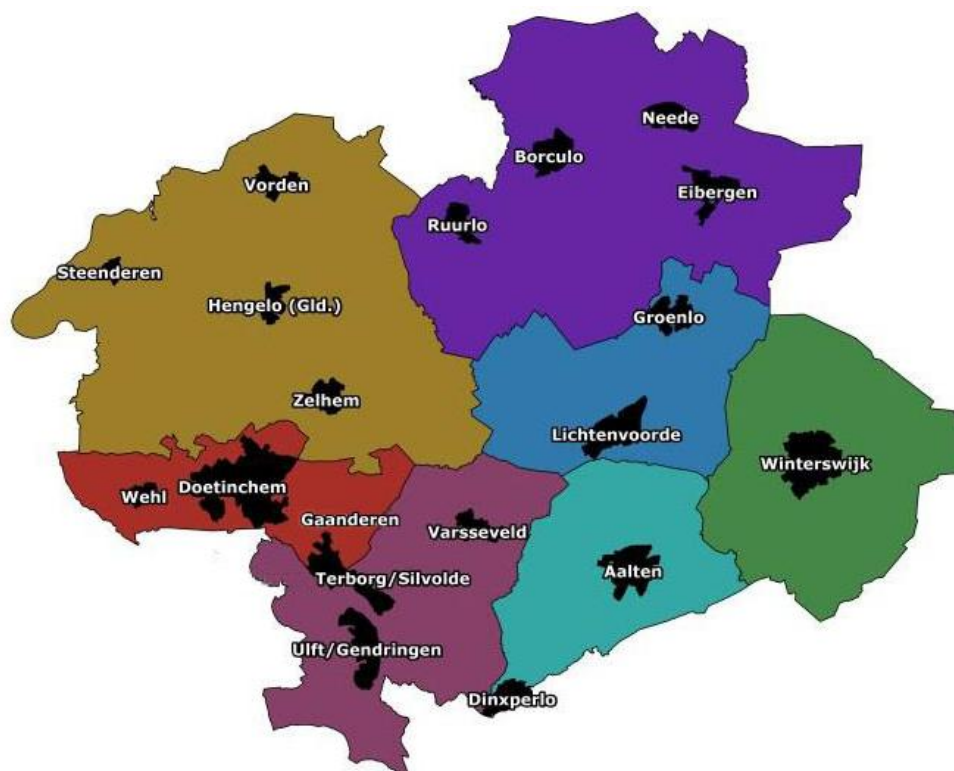 Neede
Borculo
Vorden
Eibergen
Ruurlo
Steenderen
Hengelo (Gld.)
Groenlo
Zelhem
Lichtenvoorde
Winterswijk
Wehl
Doetinchem
Gaanderen
Varsseveld
Terborg/Silvolde
Aalten
Ulft/Gendringen
Dinxperlo